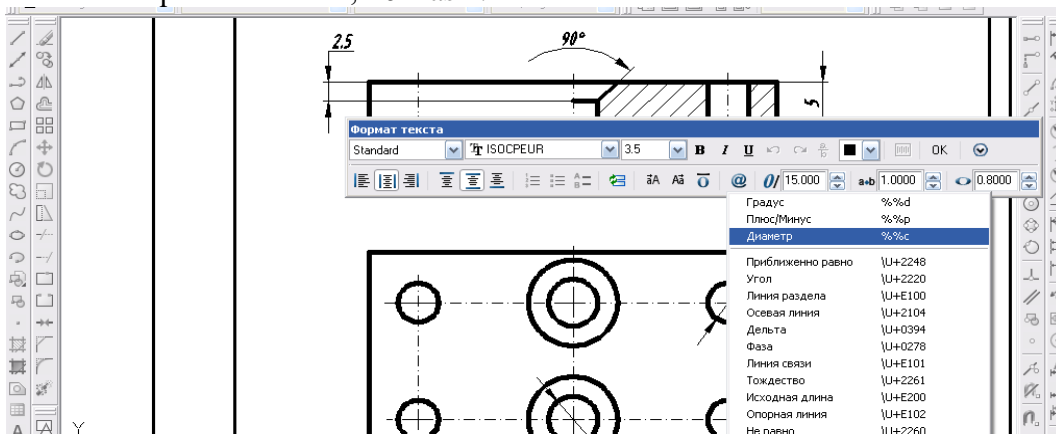 2.5
90°
5
Формат текста
Standard ISOCPEUR 3.5 B I U OK
āA Aā O @ 0/ 15.000 a•b 1.0000 0.8000
Градус %%d
Плюс/Минус %%p
Диаметр %%c
Приближенно равно \U+2248
Угол \U+2220
Линия раздела \U+E100
Осевая линия \U+2104
Дельта \U+0394
Фаза \U+0278
Линия связи \U+E101
Тождество \U+2261
Исходная длина \U+E200
Опорная линия \U+E102
Не равно \U+2260
Y
A